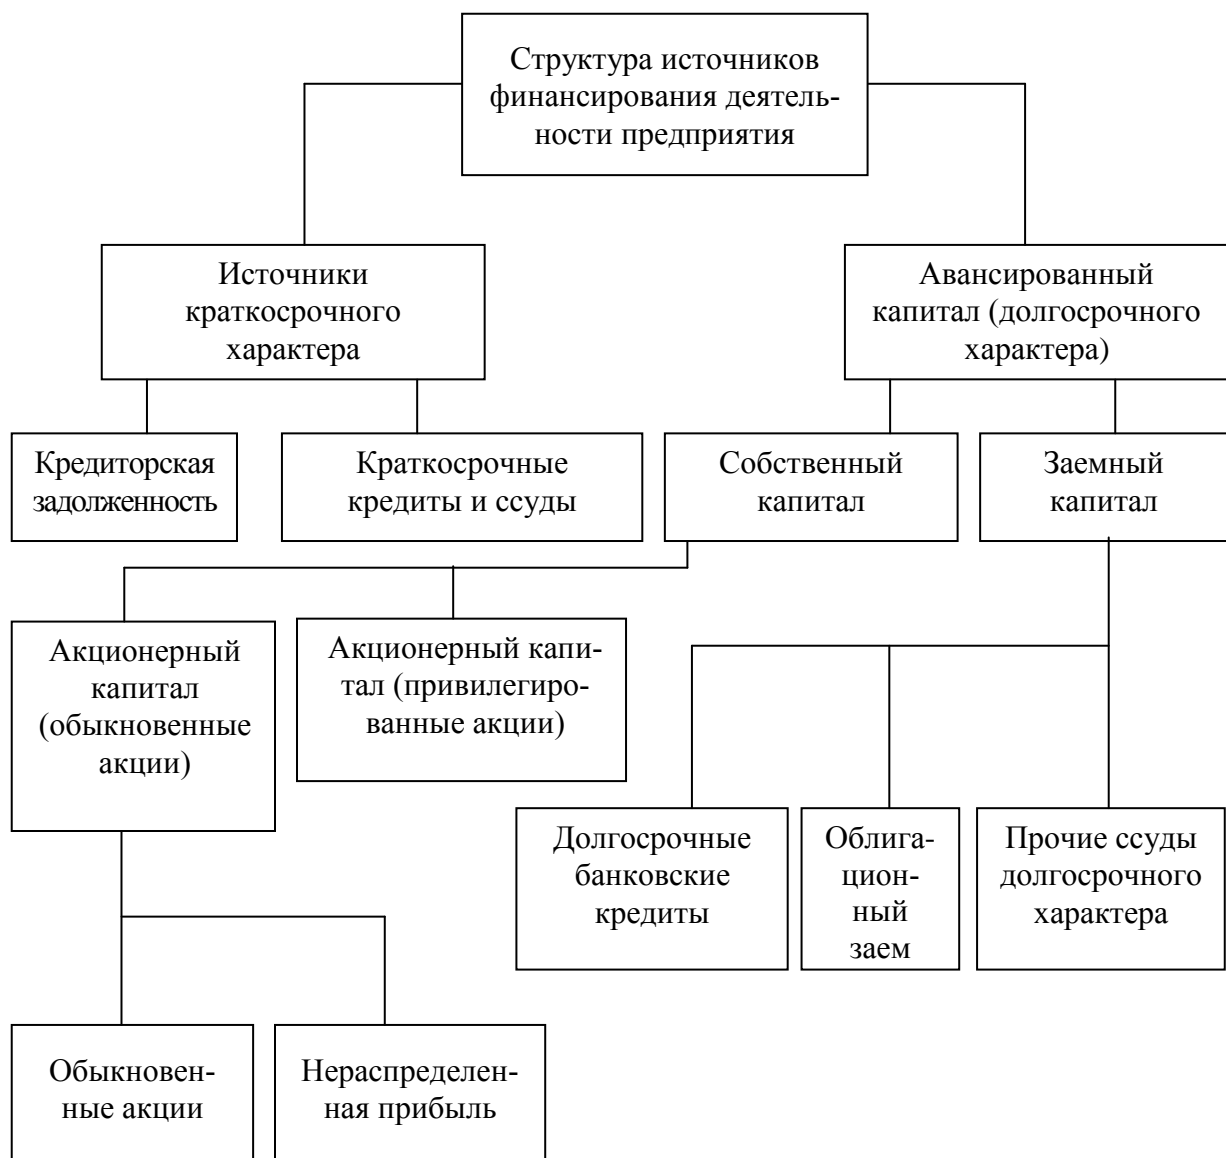 Структура источников
финансирования деятель-
ности предприятия
Источники
краткосрочного
характера
Авансированный
капитал (долгосрочного
характера)
Кредиторская
задолженность
Краткосрочные
кредиты и ссуды
Собственный
капитал
Заемный
капитал
Акционерный
капитал
(обыкновенные
акции)
Акционерный капи-
тал (привилегиро-
ванные акции)
Долгосрочные
банковские
кредиты
Облига-
цион-
ный
заем
Прочие ссуды
долгосрочного
характера
Обыкновен-
ные акции
Нераспределен-
ная прибыль